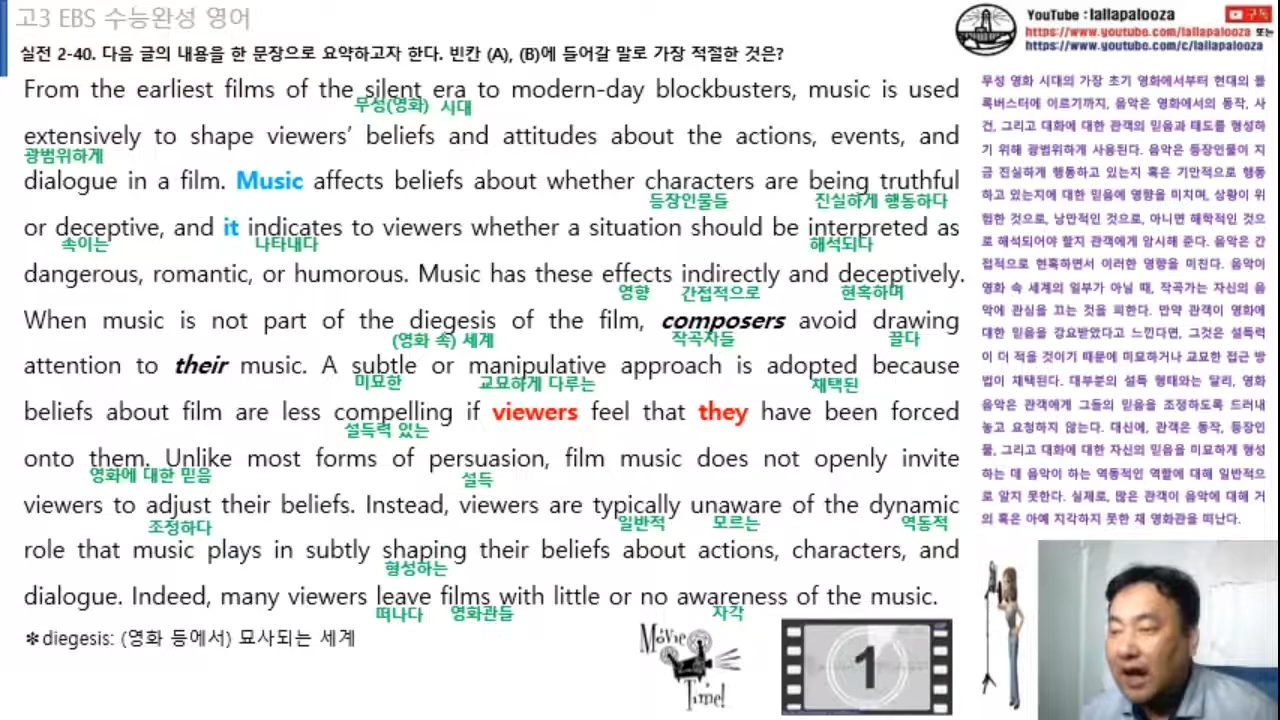 고3 EBS 수능완성 영어
실전 2-40. 다음 글의 내용을 한 문장으로 요약하고자 한다. 빈칸 (A), (B)에 들어갈 말로 가장 적절한 것은?
YouTube : lallapalooza
구독
https://www.youtube.com/lallapalooza 또는
https://www.youtube.com/c/lallapalooza
From the earliest films of the silent era to modern-day blockbusters, music is used
무성(영화) 시대
extensively to shape viewers’ beliefs and attitudes about the actions, events, and
광범위하게
dialogue in a film. Music affects beliefs about whether characters are being truthful
등장인물들 진실하게 행동하다
or deceptive, and it indicates to viewers whether a situation should be interpreted as
속이는 나타내다 해석되다
dangerous, romantic, or humorous. Music has these effects indirectly and deceptively.
영향 간접적으로 현혹하며
When music is not part of the diegesis of the film, composers avoid drawing
(영화 속) 세계 작곡자들 끌다
attention to their music. A subtle or manipulative approach is adopted because
미묘한 교묘하게 다루는 채택된
beliefs about film are less compelling if viewers feel that they have been forced
설득력 있는
onto them. Unlike most forms of persuasion, film music does not openly invite
영화에 대한 믿음 설득
viewers to adjust their beliefs. Instead, viewers are typically unaware of the dynamic
조정하다 일반적 모르는 역동적
role that music plays in subtly shaping their beliefs about actions, characters, and
형성하는
dialogue. Indeed, many viewers leave films with little or no awareness of the music.
떠나다 영화관들 자각
✻diegesis: (영화 등에서) 묘사되는 세계
무성 영화 시대의 가장 초기 영화에서부터 현대의 블
록버스터에 이르기까지, 음악은 영화에서의 동작, 사
건, 그리고 대화에 대한 관객의 믿음과 태도를 형성하
기 위해 광범위하게 사용된다. 음악은 등장인물이 지
금 진실하게 행동하고 있는지 혹은 기만적으로 행동
하고 있는지에 대한 믿음에 영향을 미치며, 상황이 위
험한 것으로, 낭만적인 것으로, 아니면 해학적인 것으
로 해석되어야 할지 관객에게 암시해 준다. 음악은 간
접적으로 현혹하면서 이러한 영향을 미친다. 음악이
영화 속 세계의 일부가 아닐 때, 작곡가는 자신의 음
악에 관심을 끄는 것을 피한다. 만약 관객이 영화에
대한 믿음을 강요받았다고 느낀다면, 그것은 설득력
이 더 적을 것이기 때문에 미묘하거나 교묘한 접근 방
법이 채택된다. 대부분의 설득 형태와는 달리, 영화
음악은 관객에게 그들의 믿음을 조정하도록 드러내
놓고 요청하지 않는다. 대신에, 관객은 동작, 등장인
물, 그리고 대화에 대한 자신의 믿음을 미묘하게 형성
하는 데 음악이 하는 역동적인 역할에 대해 일반적으
로 알지 못한다. 실제로, 많은 관객이 음악에 대해 거
의 혹은 아예 지각하지 못한 채 영화관을 떠난다.
Movie
Time!
1